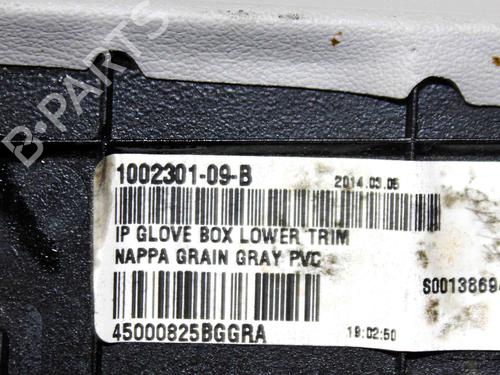 B-PARTS
1002301-09-B
2014.03.05
IP GLOVE BOX LOWER TRIM
NAPPA GRAIN GRAY PVC
S00138694
45000825BGGRA
19:02:50